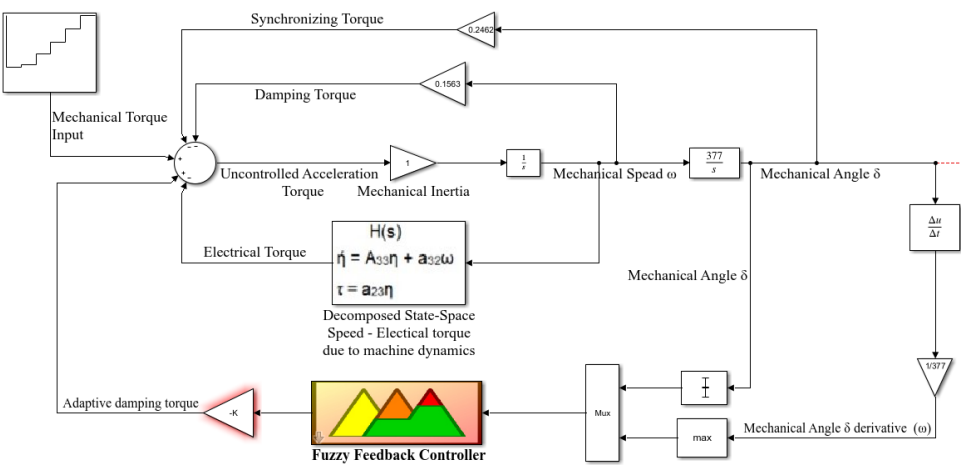 Synchronizing Torque
0.2462
0.1563
Damping Torque
Mechanical Torque
Input
- -
+
+
-
Uncontrolled Acceleration
Torque
1
Mechanical Inertia
1
s
Mechanical Spead ω
377
s
Mechanical Angle δ
Δu
Δt
Electrical Torque
H(s)
ή = A33η + a32ω
τ = a23η
Decomposed State-Space
Speed - Electical torque
due to machine dynamics
Mechanical Angle δ
1/377
Adaptive damping torque
-K
Mux
max
Mechanical Angle δ derivative (ω)
Fuzzy Feedback Controller